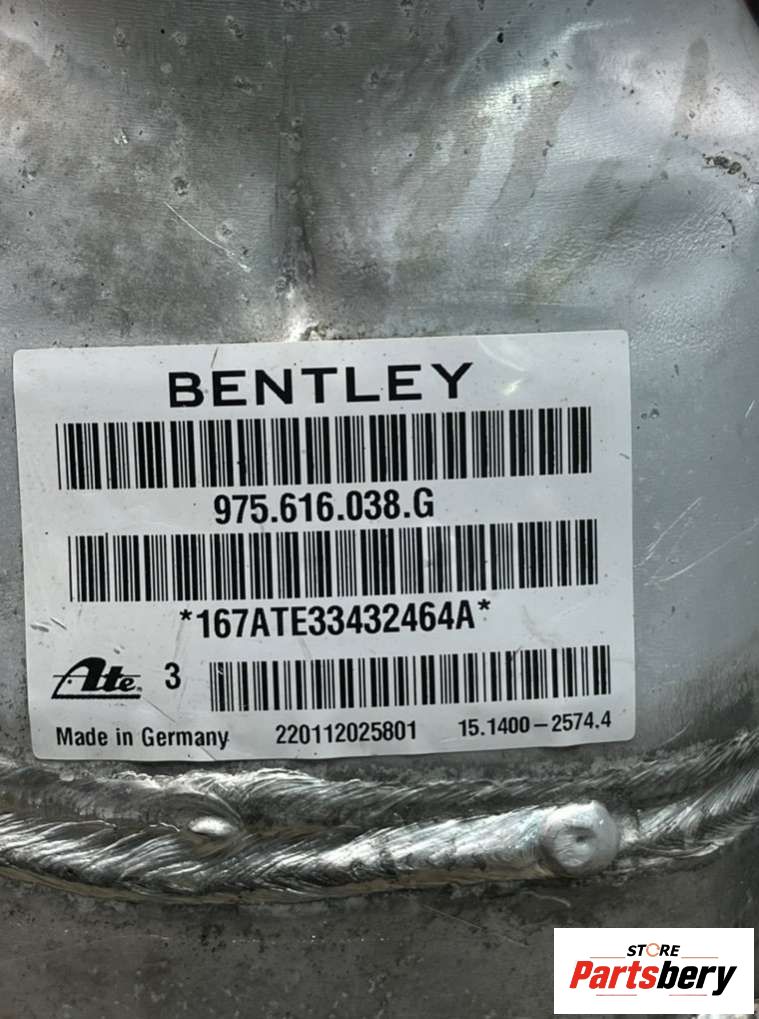 BENTLEY
975.616.038.G
*167ATE33432464A*
Ate 3
Made in Germany 220112025801 15.1400-2574.4
STORE
Partsbery